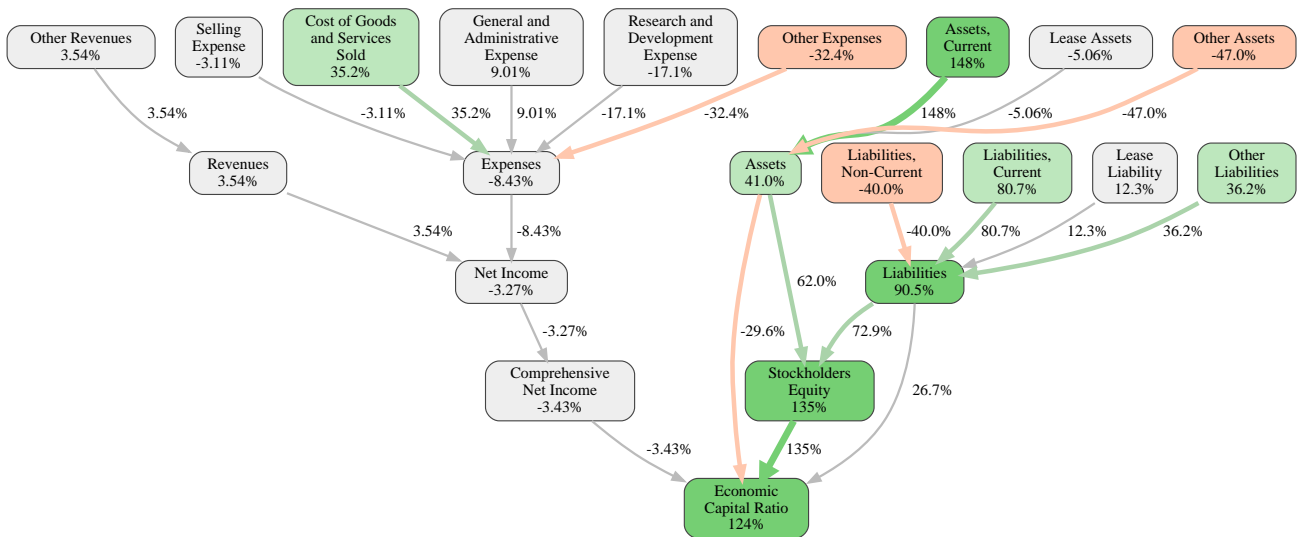 Other Revenues
3.54%
Selling
Expense
-3.11%
Cost of Goods
and Services
Sold
35.2%
General and
Administrative
Expense
9.01%
Research and
Development
Expense
-17.1%
Other Expenses
-32.4%
Assets,
Current
148%
Lease Assets
-5.06%
Other Assets
-47.0%
3.54%
-3.11%
35.2%
9.01%
-17.1%
-32.4%
148%
-5.06%
-47.0%
Revenues
3.54%
Expenses
-8.43%
Assets
41.0%
Liabilities,
Non-Current
-40.0%
Liabilities,
Current
80.7%
Lease
Liability
12.3%
Other
Liabilities
36.2%
3.54%
-8.43%
-40.0%
80.7%
12.3%
36.2%
Net Income
-3.27%
62.0%
Liabilities
90.5%
-3.27%
-29.6%
72.9%
Comprehensive
Net Income
-3.43%
Stockholders
Equity
135%
26.7%
-3.43%
135%
Economic
Capital Ratio
124%